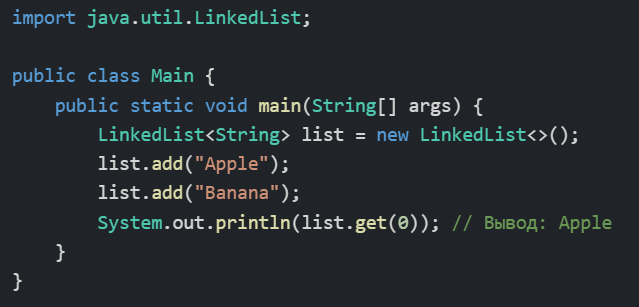 import java.util.LinkedList;
public class Main {
public static void main(String[] args) {
LinkedList<String> list = new LinkedList<>();
list.add("Apple");
list.add("Banana");
System.out.println(list.get(0)); // Вывод: Apple
}
}